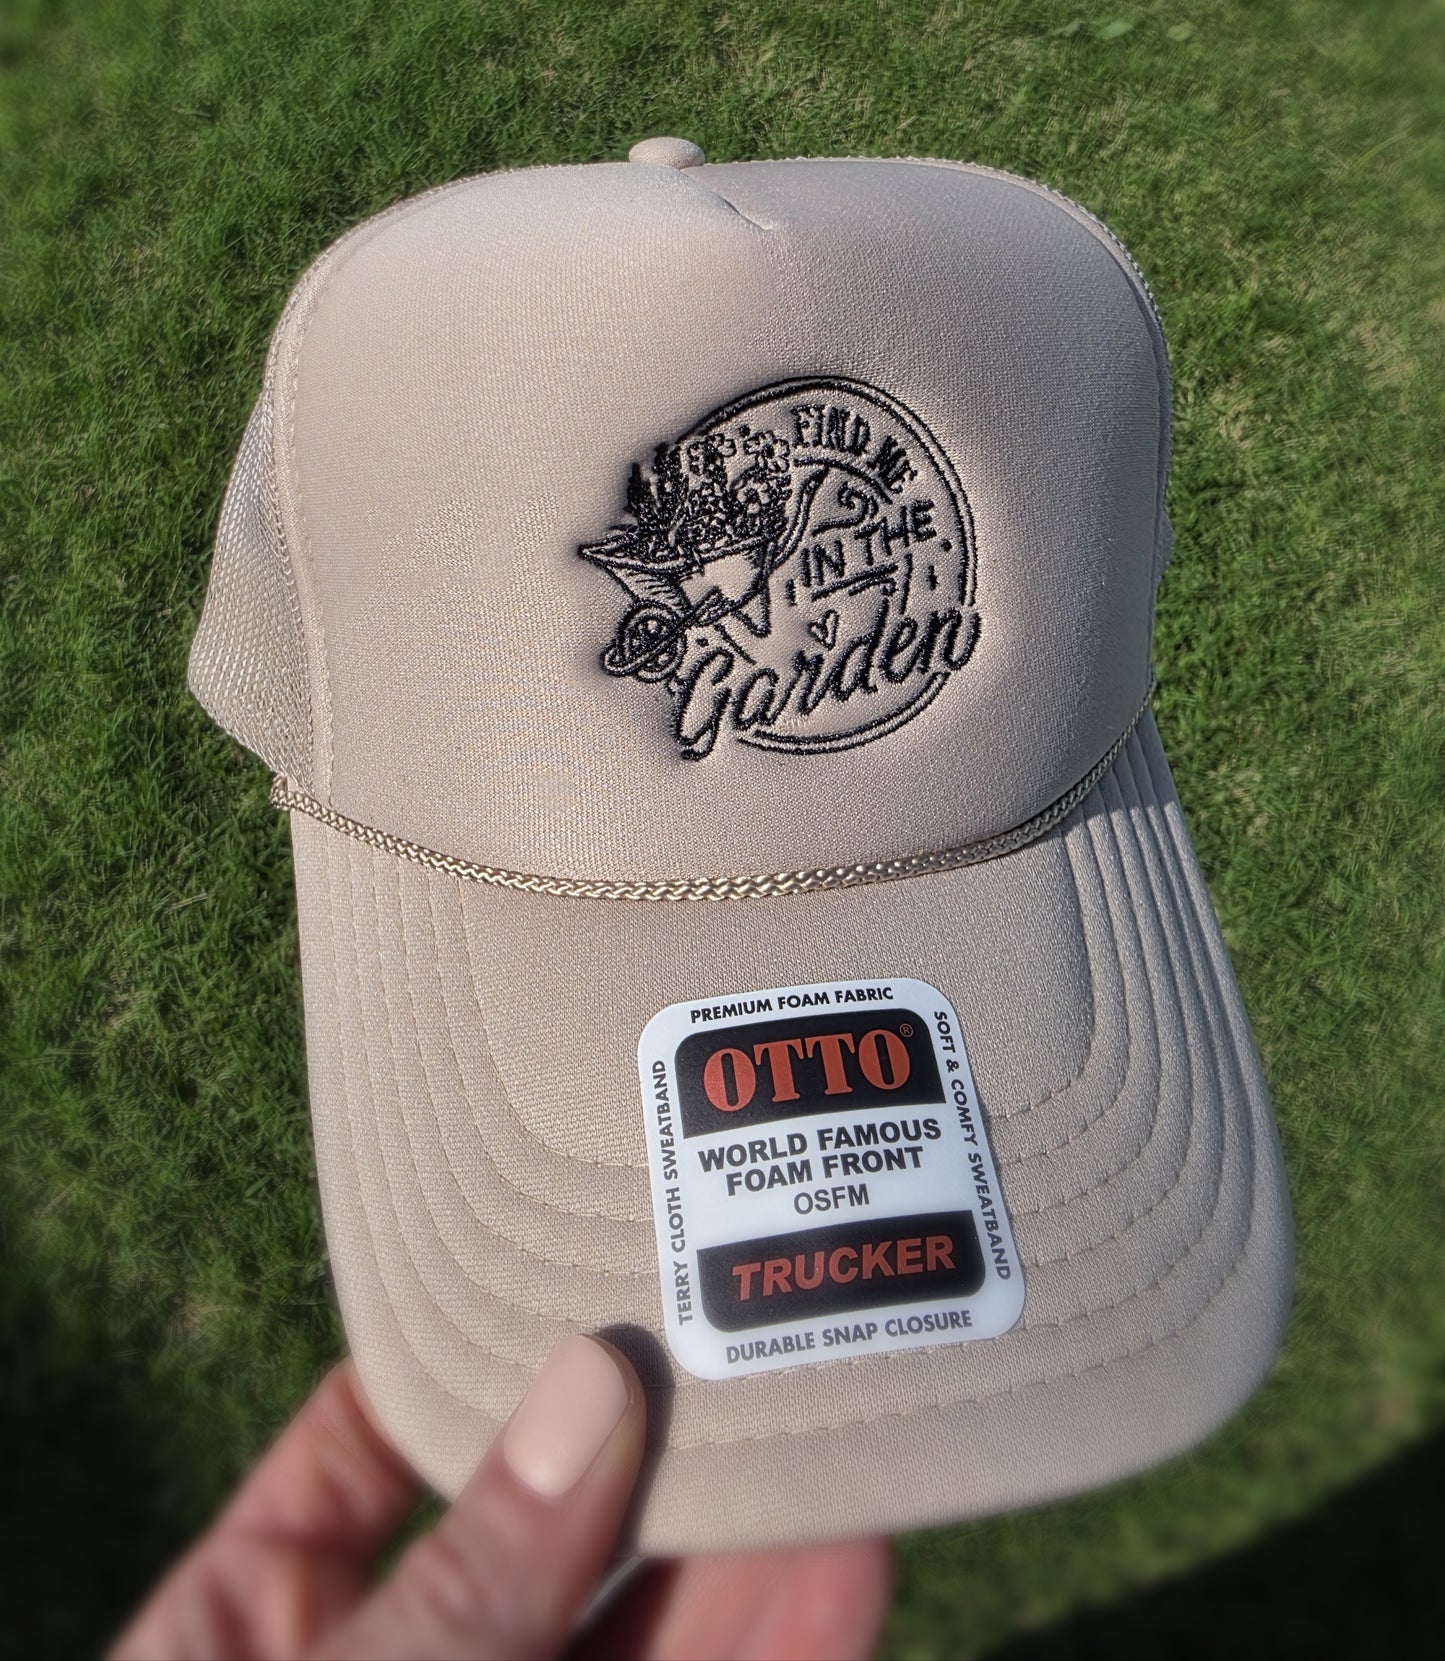 FIND ME
IN THE
Garden
PREMIUM FOAM FABRIC
OTTO®
WORLD FAMOUS
FOAM FRONT
OSFM
TRUCKER
DURABLE SNAP CLOSURE
TERRY CLOTH SWEATBAND
SOFT & COMFY SWEATBAND